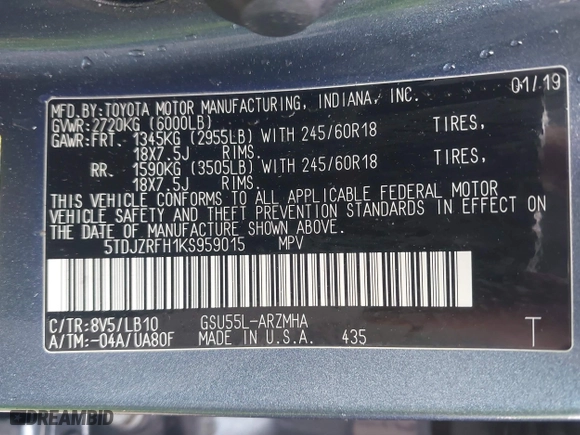 MFD.BY:TOYOTA MOTOR MANUFACTURING, INDIANA, INC. 01/19
GVWR:2720KG (6000LB)
GAWR:FRT. 1345KG (2955LB) WITH 245/60R18 TIRES,
18X7.5J RIMS.
RR. 1590KG (3505LB) WITH 245/60R18 TIRES,
18X7.5J RIMS.
THIS VEHICLE CONFORMS TO ALL APPLICABLE FEDERAL MOTOR
VEHICLE SAFETY AND THEFT PREVENTION STANDARDS IN EFFECT ON
THE DATE OF MANUFACTURE SHOWN ABOVE.
5TDJZRFH1KS959015 MPV
C/TR:8V5/LB10 GSU55L-ARZMHA
A/TM:-04A/UA80F MADE IN U.S.A. 435 T
DREAMBID